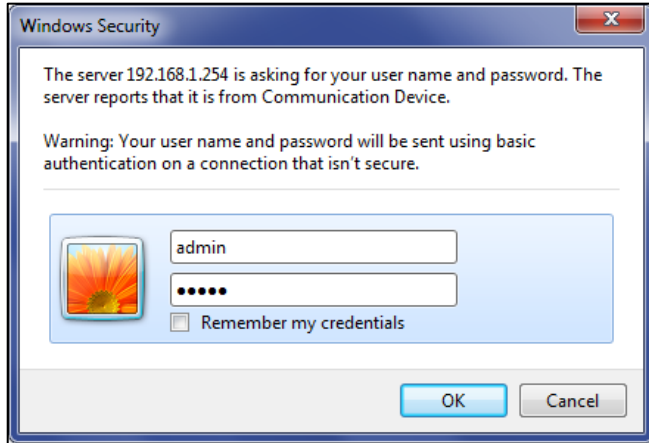 Windows Security
The server 192.168.1.254 is asking for your user name and password. The
server reports that it is from Communication Device.
Warning: Your user name and password will be sent using basic
authentication on a connection that isn't secure.
admin
●●●●●
Remember my credentials
OK
Cancel